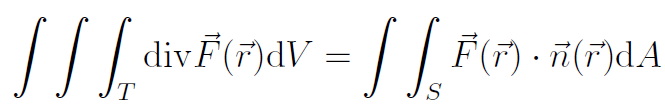 ∫∫∫_T div F⃗(r⃗)dV = ∫∫_S F⃗(r⃗) · n⃗(r⃗)dA